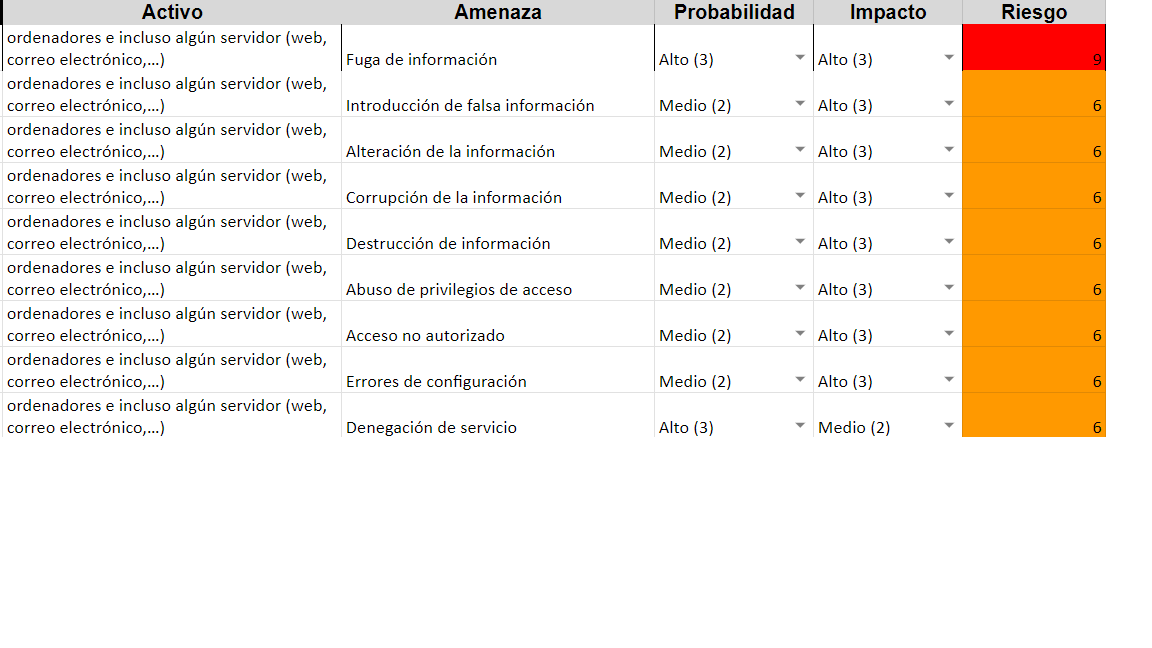 Activo Amenaza Probabilidad Impacto Riesgo
ordenadores e incluso algún servidor (web,
correo electrónico,...) Fuga de información Alto (3) Alto (3) 9
ordenadores e incluso algún servidor (web,
correo electrónico,...) Introducción de falsa información Medio (2) Alto (3) 6
ordenadores e incluso algún servidor (web,
correo electrónico,...) Alteración de la información Medio (2) Alto (3) 6
ordenadores e incluso algún servidor (web,
correo electrónico,...) Corrupción de la información Medio (2) Alto (3) 6
ordenadores e incluso algún servidor (web,
correo electrónico,...) Destrucción de información Medio (2) Alto (3) 6
ordenadores e incluso algún servidor (web,
correo electrónico,...) Abuso de privilegios de acceso Medio (2) Alto (3) 6
ordenadores e incluso algún servidor (web,
correo electrónico,...) Acceso no autorizado Medio (2) Alto (3) 6
ordenadores e incluso algún servidor (web,
correo electrónico,...) Errores de configuración Medio (2) Alto (3) 6
ordenadores e incluso algún servidor (web,
correo electrónico,...) Denegación de servicio Alto (3) Medio (2) 6